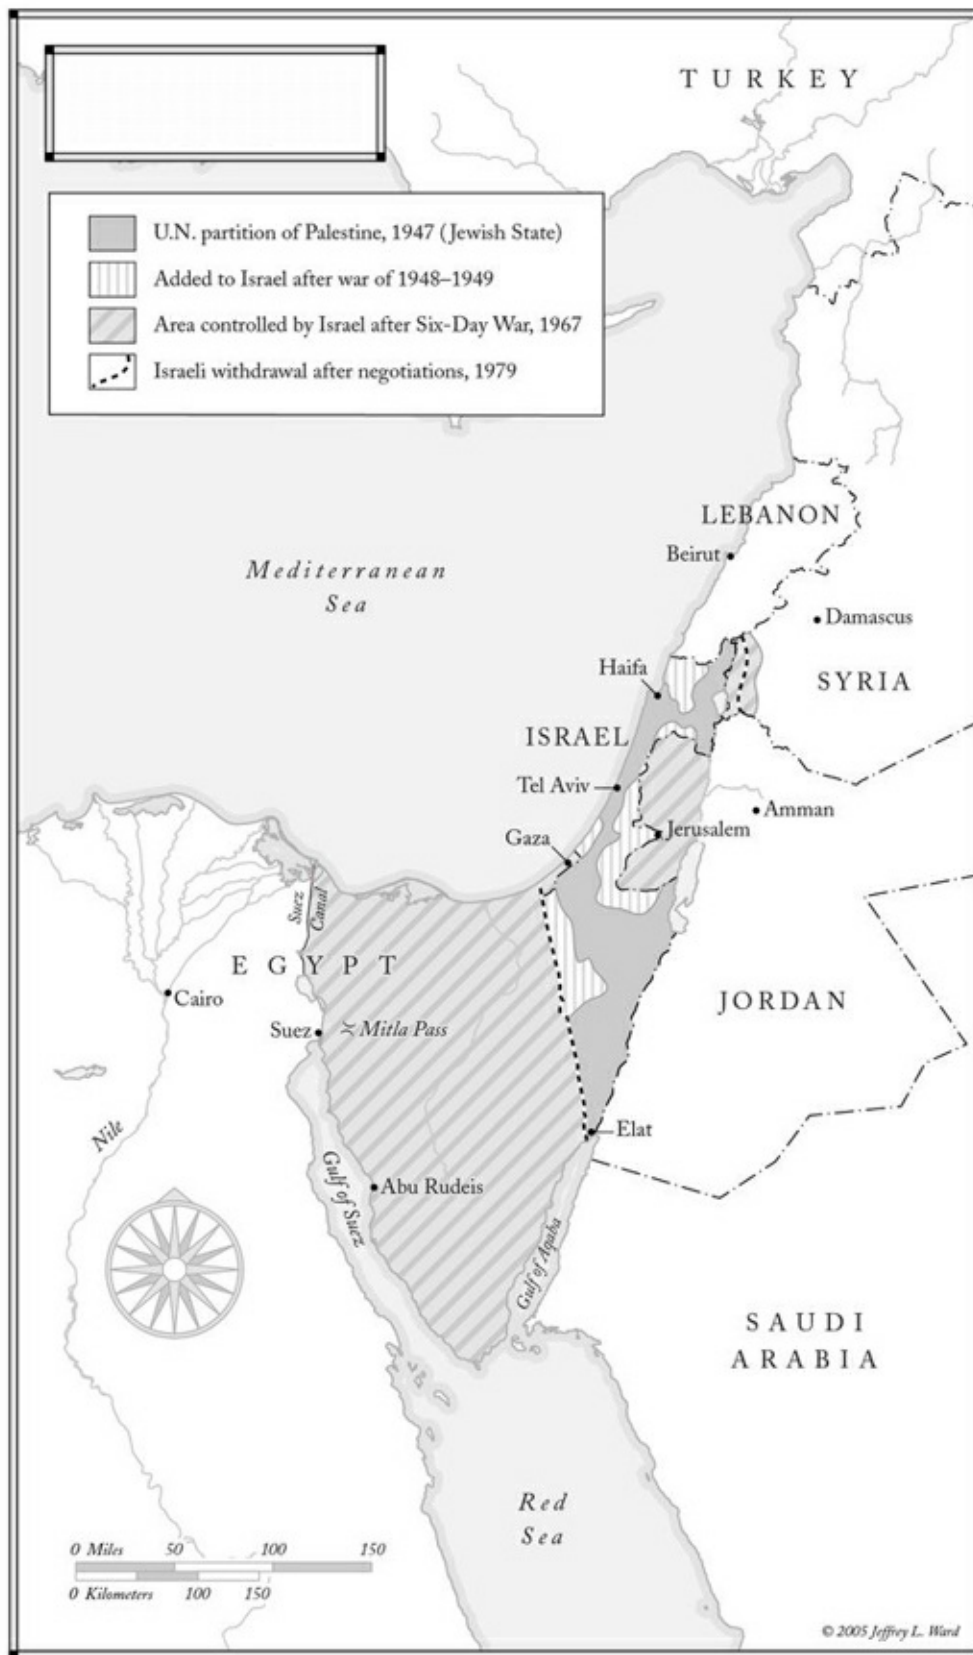 TURKEY
U.N. partition of Palestine, 1947 (Jewish State)
Added to Israel after war of 1948–1949
Area controlled by Israel after Six-Day War, 1967
Israeli withdrawal after negotiations, 1979
LEBANON
Beirut
Mediterranean
Sea
Damascus
Haifa
SYRIA
ISRAEL
Tel Aviv
Amman
Jerusalem
Gaza
Suez
Canal
EGYPT
Cairo
JORDAN
Suez
Mitla Pass
Nile
Elat
Gulf of Suez
Abu Rudeis
Gulf of Aqaba
SAUDI
ARABIA
Red
Sea
0 Miles 50 100 150
0 Kilometers 100 150
© 2005 Jeffrey L. Ward